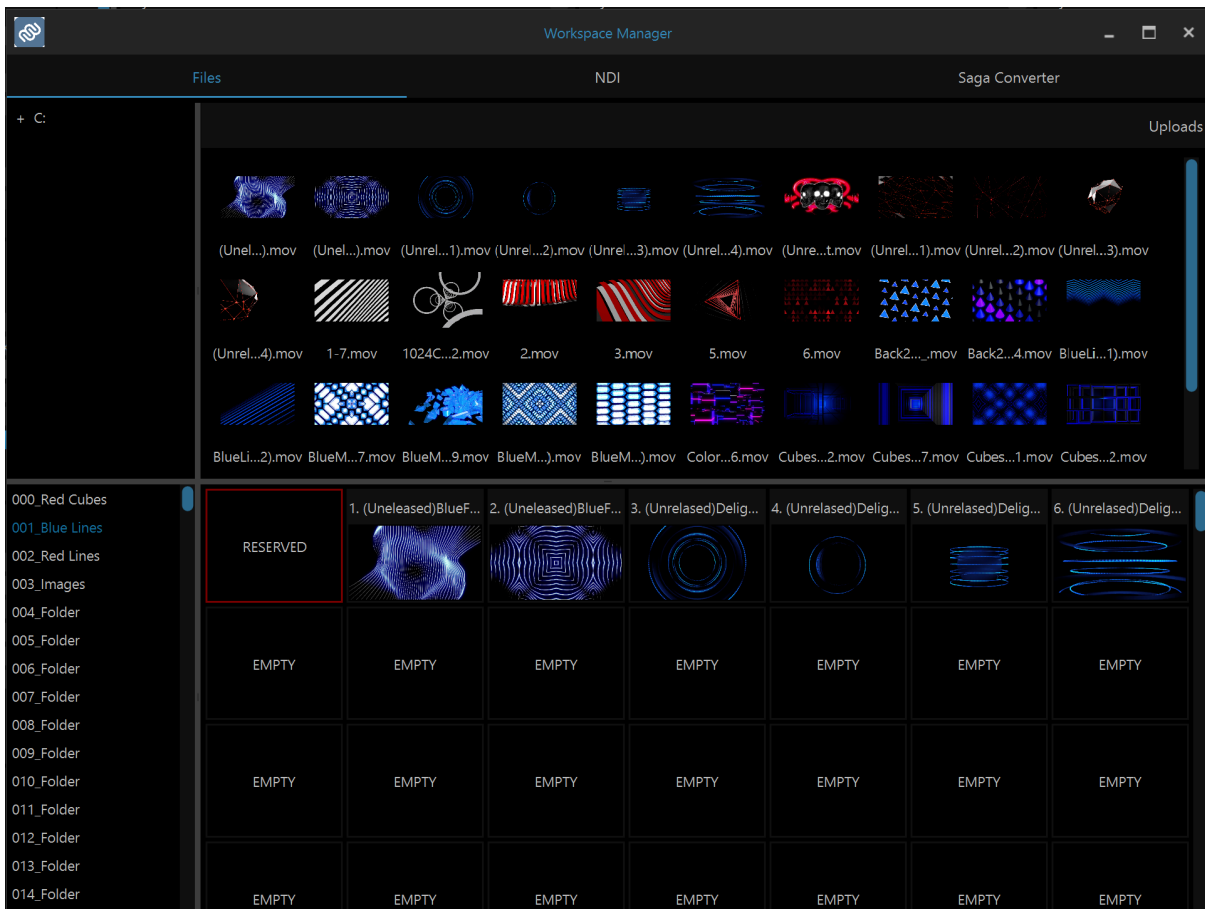 Workspace Manager
Files NDI Saga Converter
+ C:
Uploads
(Unel...).mov (Unel...).mov (Unrel...1).mov (Unrel...2).mov (Unrel...3).mov (Unrel...4).mov (Unre...t.mov (Unrel...1).mov (Unrel...2).mov (Unrel...3).mov
(Unrel...4).mov 1-7.mov 1024C...2.mov 2.mov 3.mov 5.mov 6.mov Back2..._.mov Back2...4.mov BlueLi...1).mov
BlueLi...2).mov BlueM...7.mov BlueM...9.mov BlueM...).mov BlueM...).mov Color...6.mov Cubes...2.mov Cubes...7.mov Cubes...1.mov Cubes...2.mov
000_Red Cubes
001_Blue Lines
002_Red Lines
003_Images
004_Folder
005_Folder
006_Folder
007_Folder
008_Folder
009_Folder
010_Folder
011_Folder
012_Folder
013_Folder
014_Folder
1. (Uneleased)BlueF... 2. (Uneleased)BlueF... 3. (Unrelased)Delig... 4. (Unrelased)Delig... 5. (Unrelased)Delig... 6. (Unrelased)Delig...
RESERVED
EMPTY EMPTY EMPTY EMPTY EMPTY EMPTY EMPTY
EMPTY EMPTY EMPTY EMPTY EMPTY EMPTY EMPTY
EMPTY EMPTY EMPTY EMPTY EMPTY EMPTY EMPTY